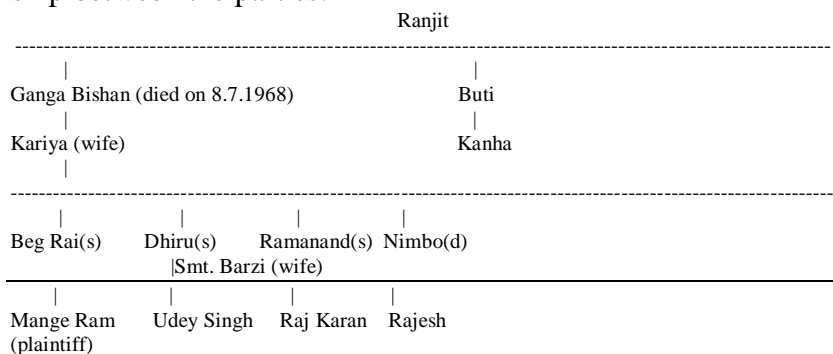 Ranjit
Ganga Bishan (died on 8.7.1968) Buti
Kariya (wife) Kanha
Beg Rai(s) Dhiru(s) Ramanand(s) Nimbo(d)
|Smt. Barzi (wife)
Mange Ram Udey Singh Raj Karan Rajesh
(plaintiff)